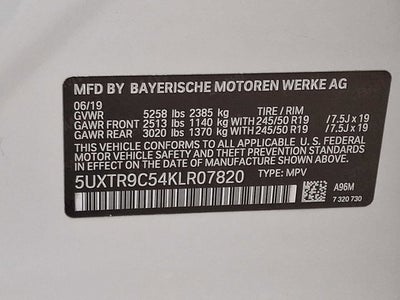 MFD BY BAYERISCHE MOTOREN WERKE AG
06/19
GVWR 5258 lbs 2385 kg TIRE / RIM
GAWR FRONT 2513 lbs 1140 kg WITH 245/50 R19 /7.5J x 19
GAWR REAR 3020 lbs 1370 kg WITH 245/50 R19 /7.5J x 19
THIS VEHICLE CONFORMS TO ALL APPLICABLE U. S. FEDERAL
MOTOR VEHICLE SAFETY, BUMPER, AND THEFT PREVENTION
STANDARDS IN EFFECT ON THE DATE OF MANUFACTURE SHOWN ABOVE.
5UXTR9C54KLR07820 TYPE: MPV
A96M
7 320 730